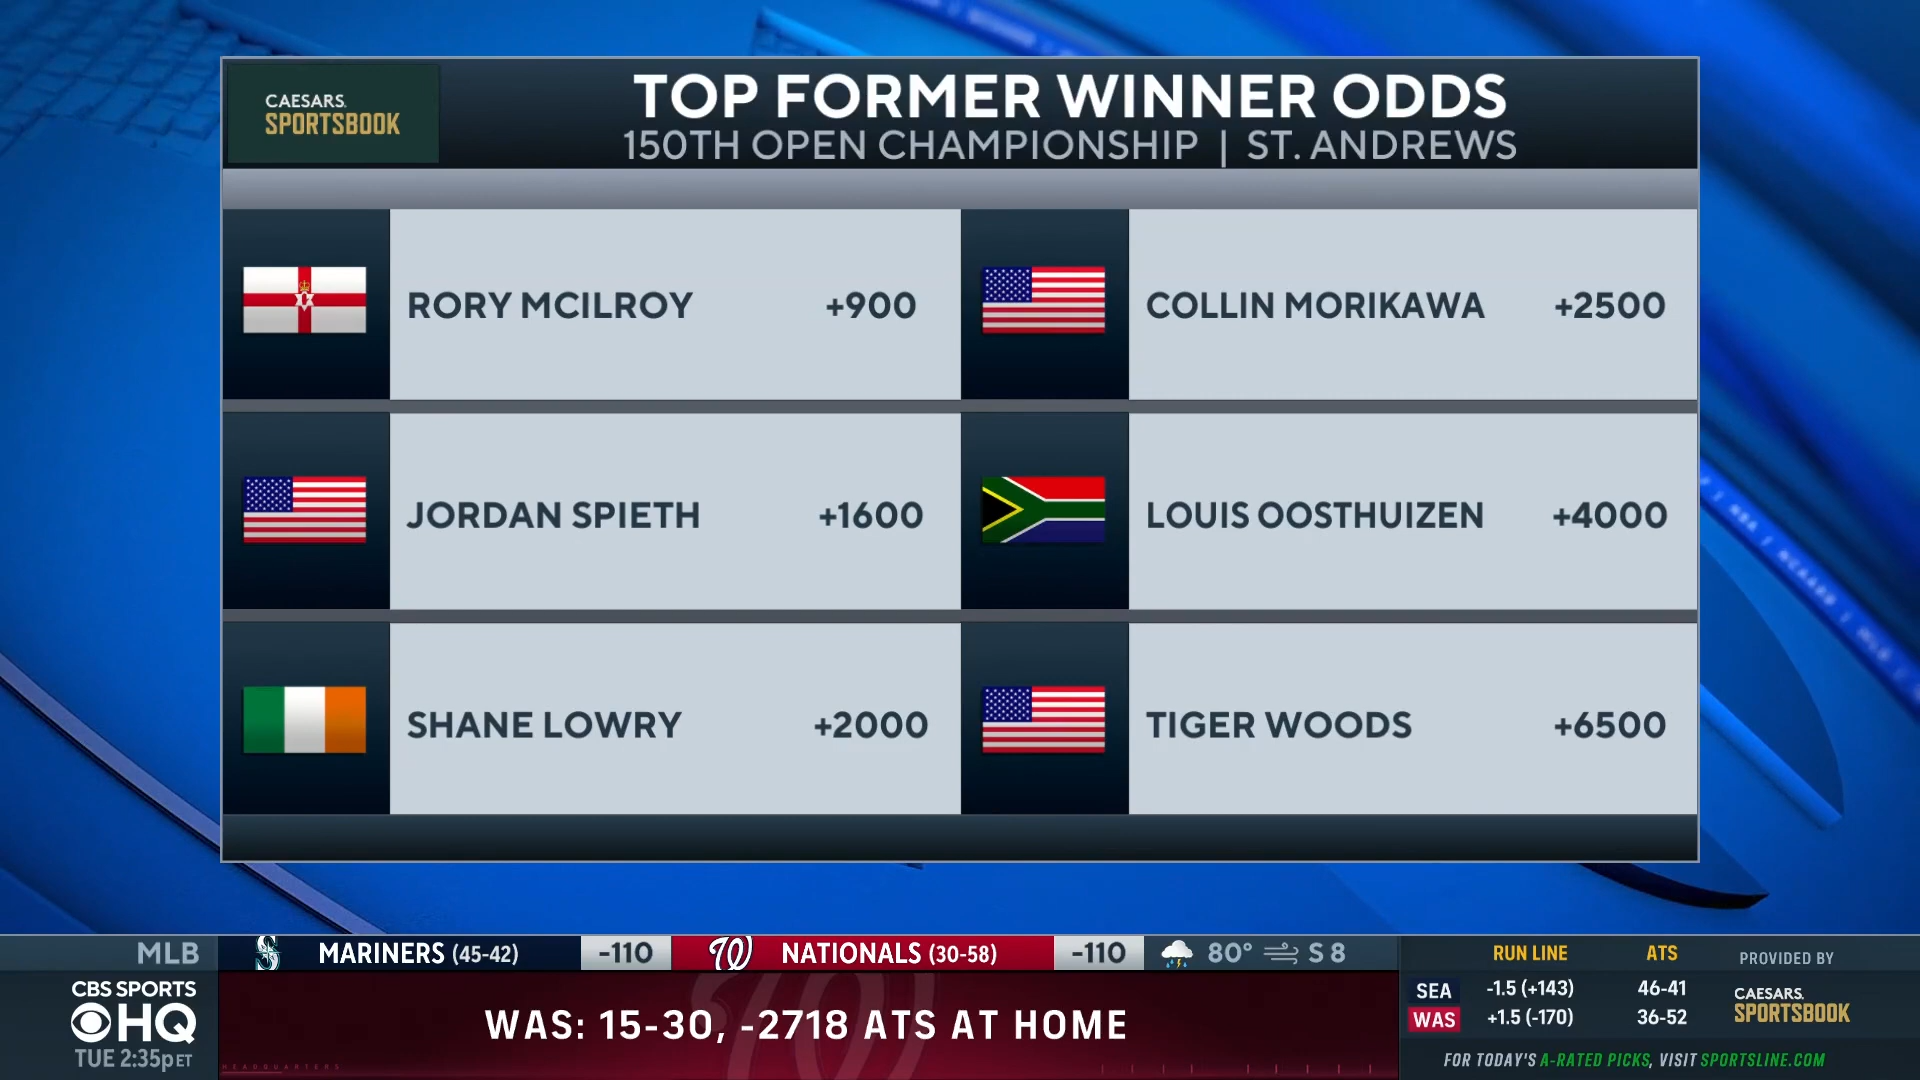 CAESARS
SPORTSBOOK
TOP FORMER WINNER ODDS
150TH OPEN CHAMPIONSHIP | ST. ANDREWS
RORY MCILROY +900
COLLIN MORIKAWA +2500
JORDAN SPIETH +1600
LOUIS OOSTHUIZEN +4000
SHANE LOWRY +2000
TIGER WOODS +6500
MLB
MARINERS (45-42) -110
NATIONALS (30-58) -110
80° S 8
CBS SPORTS
HQ
TUE 2:35p ET
WAS: 15-30, -2718 ATS AT HOME
HEADQUARTERS
RUN LINE ATS
SEA -1.5 (+143) 46-41
WAS +1.5 (-170) 36-52
PROVIDED BY
CAESARS
SPORTSBOOK
FOR TODAY'S A-RATED PICKS, VISIT SPORTSLINE.COM